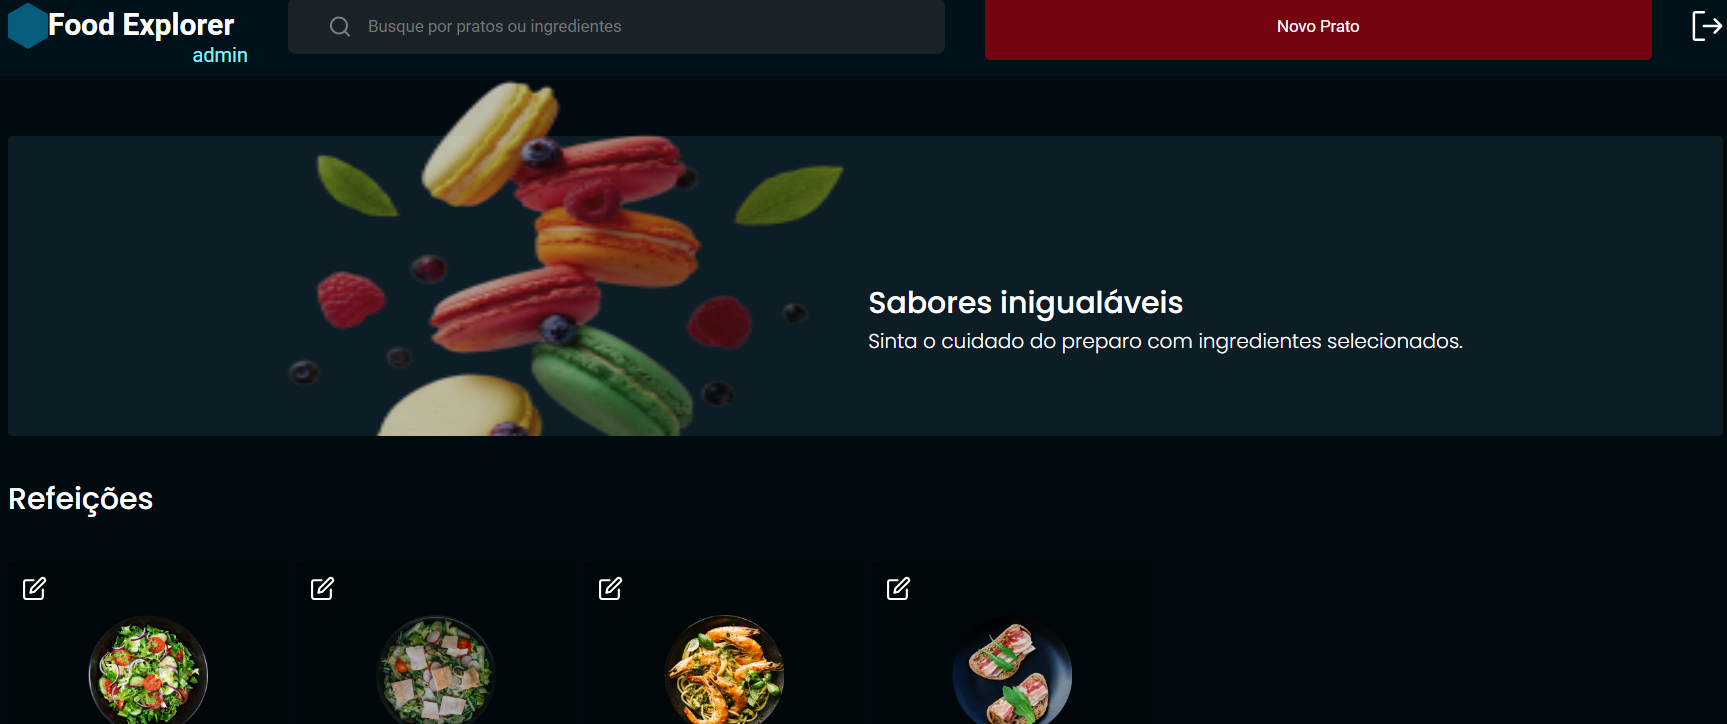 Food Explorer
admin
Busque por pratos ou ingredientes
Novo Prato
Sabores inigualáveis
Sinta o cuidado do preparo com ingredientes selecionados.
Refeições